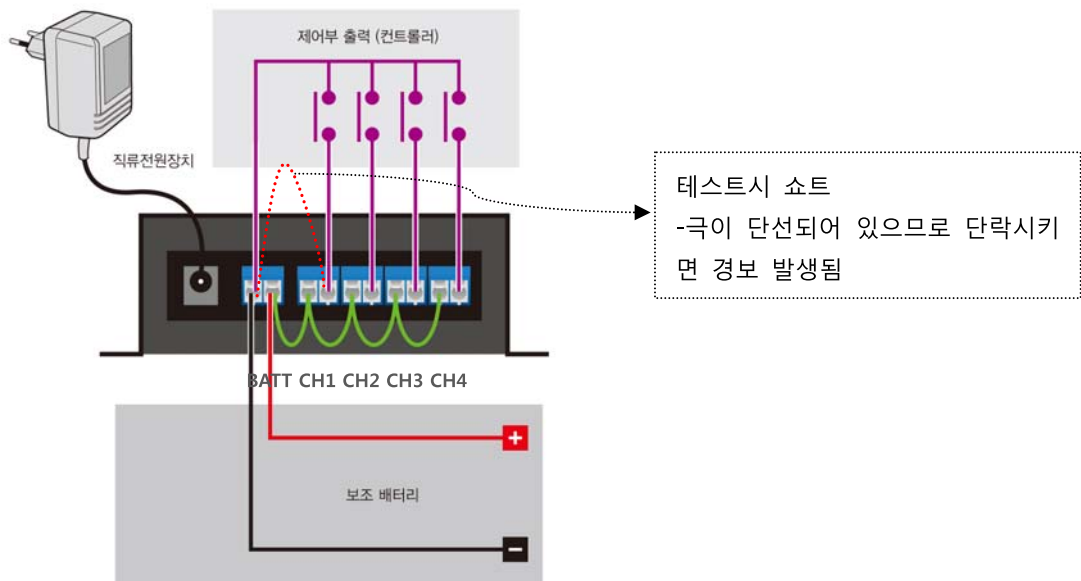 제어부 출력 (컨트롤러)
직류전원장치
테스트시 쇼트
-극이 단선되어 있으므로 단락시키
면 경보 발생됨
BATT CH1 CH2 CH3 CH4
+
보조 배터리
-